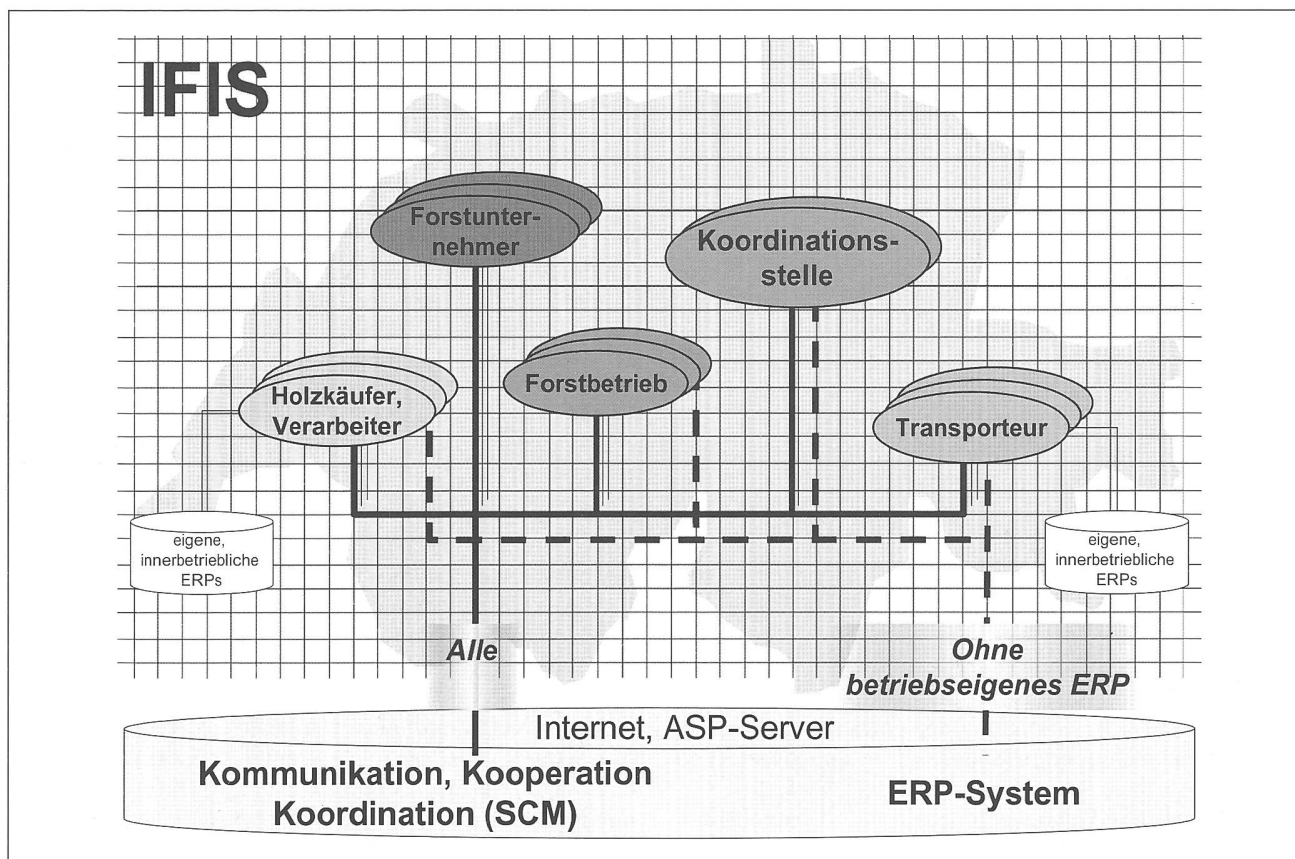 IFIS
Forstunter-
nehmer
Koordinations-
stelle
Forstbetrieb
Holzkäufer,
Verarbeiter
Transporteur
eigene,
innerbetriebliche
ERPs
eigene,
innerbetriebliche
ERPs
Alle
Ohne
betriebseigenes ERP
Internet, ASP-Server
Kommunikation, Kooperation
Koordination (SCM)
ERP-System